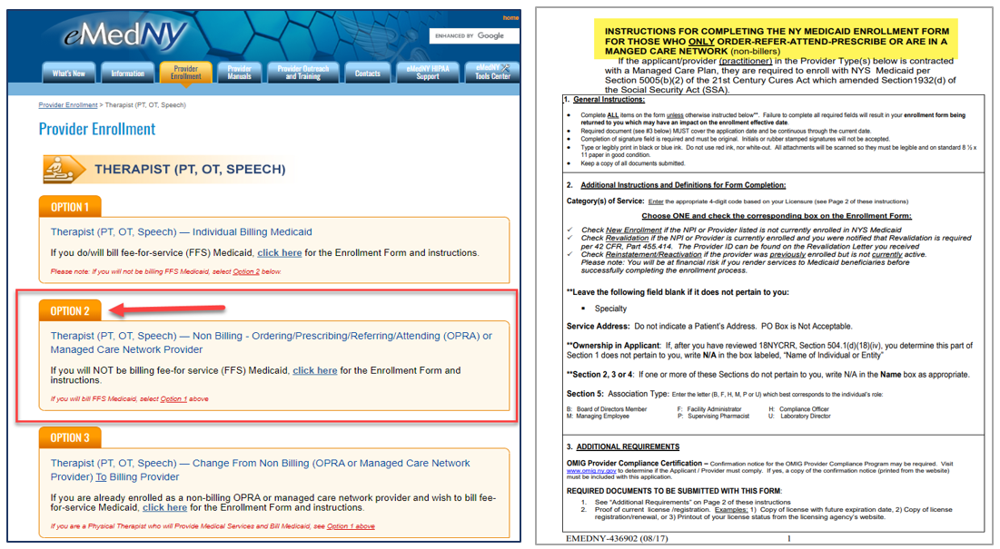 eMedNY
home
ENHANCED BY Google
What's New
Information
Provider
Enrollment
Provider
Manuals
Provider Outreach
and Training
Contacts
eMedNY HIPAA
Support
eMedNY
Tools Center
Provider Enrollment > Therapist (PT, OT, Speech)
Provider Enrollment
THERAPIST (PT, OT, SPEECH)
OPTION 1
Therapist (PT, OT, Speech) — Individual Billing Medicaid
If you do/will bill fee-for-service (FFS) Medicaid, click here for the Enrollment Form and instructions.
Please note: If you will not be billing FFS Medicaid, select Option 2 below.
OPTION 2
Therapist (PT, OT, Speech) — Non Billing - Ordering/Prescribing/Referring/Attending (OPRA) or
Managed Care Network Provider
If you will NOT be billing fee-for service (FFS) Medicaid, click here for the Enrollment Form and
instructions.
If you will bill FFS Medicaid, select Option 1 above
OPTION 3
Therapist (PT, OT, Speech) — Change From Non Billing (OPRA or Managed Care Network
Provider) To Billing Provider
If you are already enrolled as a non-billing OPRA or managed care network provider and wish to bill fee-
for-service Medicaid, click here for the Enrollment Form and instructions.
If you are a Physical Therapist who will Provide Medical Services and Bill Medicaid, see Option 1 above
INSTRUCTIONS FOR COMPLETING THE NY MEDICAID ENROLLMENT FORM
FOR THOSE WHO ONLY ORDER-REFER-ATTEND-PRESCRIBE OR ARE IN A
MANGED CARE NETWORK (non-billers)
If the applicant/provider (practitioner) in the Provider Type(s) below is contracted
with a Managed Care Plan, they are required to enroll with NYS Medicaid per
Section 5005(b)(2) of the 21st Century Cures Act which amended Section1932(d) of
the Social Security Act (SSA).
1. General Instructions:
• Complete ALL items on the form unless otherwise instructed below**. Failure to complete all required fields will result in your enrollment form being
returned to you which may have an impact on the enrollment effective date.
• Required document (see #3 below) MUST cover the application date and be continuous through the current date.
• Completion of signature field is required and must be original. Initials or rubber stamped signatures will not be accepted.
• Type or legibly print in black or blue ink. Do not use red ink, nor white-out. All attachments will be scanned so they must be legible and on standard 8 ½ x
11 paper in good condition.
• Keep a copy of all documents submitted.
2. Additional Instructions and Definitions for Form Completion:
Category(s) of Service: Enter the appropriate 4-digit code based on your Licensure (see Page 2 of these instructions)
Choose ONE and check the corresponding box on the Enrollment Form:
✓ Check New Enrollment if the NPI or Provider listed is not currently enrolled in NYS Medicaid
✓ Check Revalidation if the NPI or Provider is currently enrolled and you were notified that Revalidation is required
per 42 CFR, Part 455.414. The Provider ID can be found on the Revalidation Letter you received
✓ Check Reinstatement/Reactivation if the provider was previously enrolled but is not currently active.
Please note: You will be at financial risk if you render services to Medicaid beneficiaries before
successfully completing the enrollment process.
**Leave the following field blank if it does not pertain to you:
▪ Specialty
Service Address: Do not indicate a Patient's Address. PO Box is Not Acceptable.
**Ownership in Applicant: If, after you have reviewed 18NYCRR, Section 504.1(d)(18)(iv), you determine this part of
Section 1 does not pertain to you, write N/A in the box labeled, "Name of Individual or Entity"
**Section 2, 3 or 4: If one or more of these Sections do not pertain to you, write N/A in the Name box as appropriate.
Section 5: Association Type: Enter the letter (B, F, H, M, P or U) which best corresponds to the individual's role:
B: Board of Directors Member F: Facility Administrator H: Compliance Officer
M: Managing Employee P: Supervising Pharmacist U: Laboratory Director
3. ADDITIONAL REQUIREMENTS
OMIG Provider Compliance Certification – Confirmation notice for the OMIG Provider Compliance Program may be required. Visit
www.omig.ny.gov to determine if the Applicant / Provider must comply. If yes, a copy of the confirmation notice (printed from the website)
must be included with this application.
REQUIRED DOCUMENTS TO BE SUBMITTED WITH THIS FORM:
1. See "Additional Requirements" on Page 2 of these instructions
2. Proof of current license /registration. Examples: 1) Copy of license with future expiration date, 2) Copy of license
registration/renewal, or 3) Printout of your license status from the licensing agency's website.
EMEDNY-436902 (08/17) 1